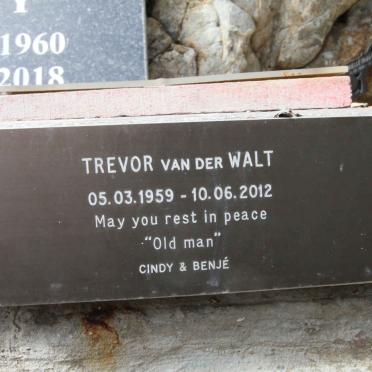 Y
1960
2018
TREVOR VAN DER WALT
05.03.1959 - 10.06.2012
May you rest in peace
"Old man"
CINDY & BENJÉ